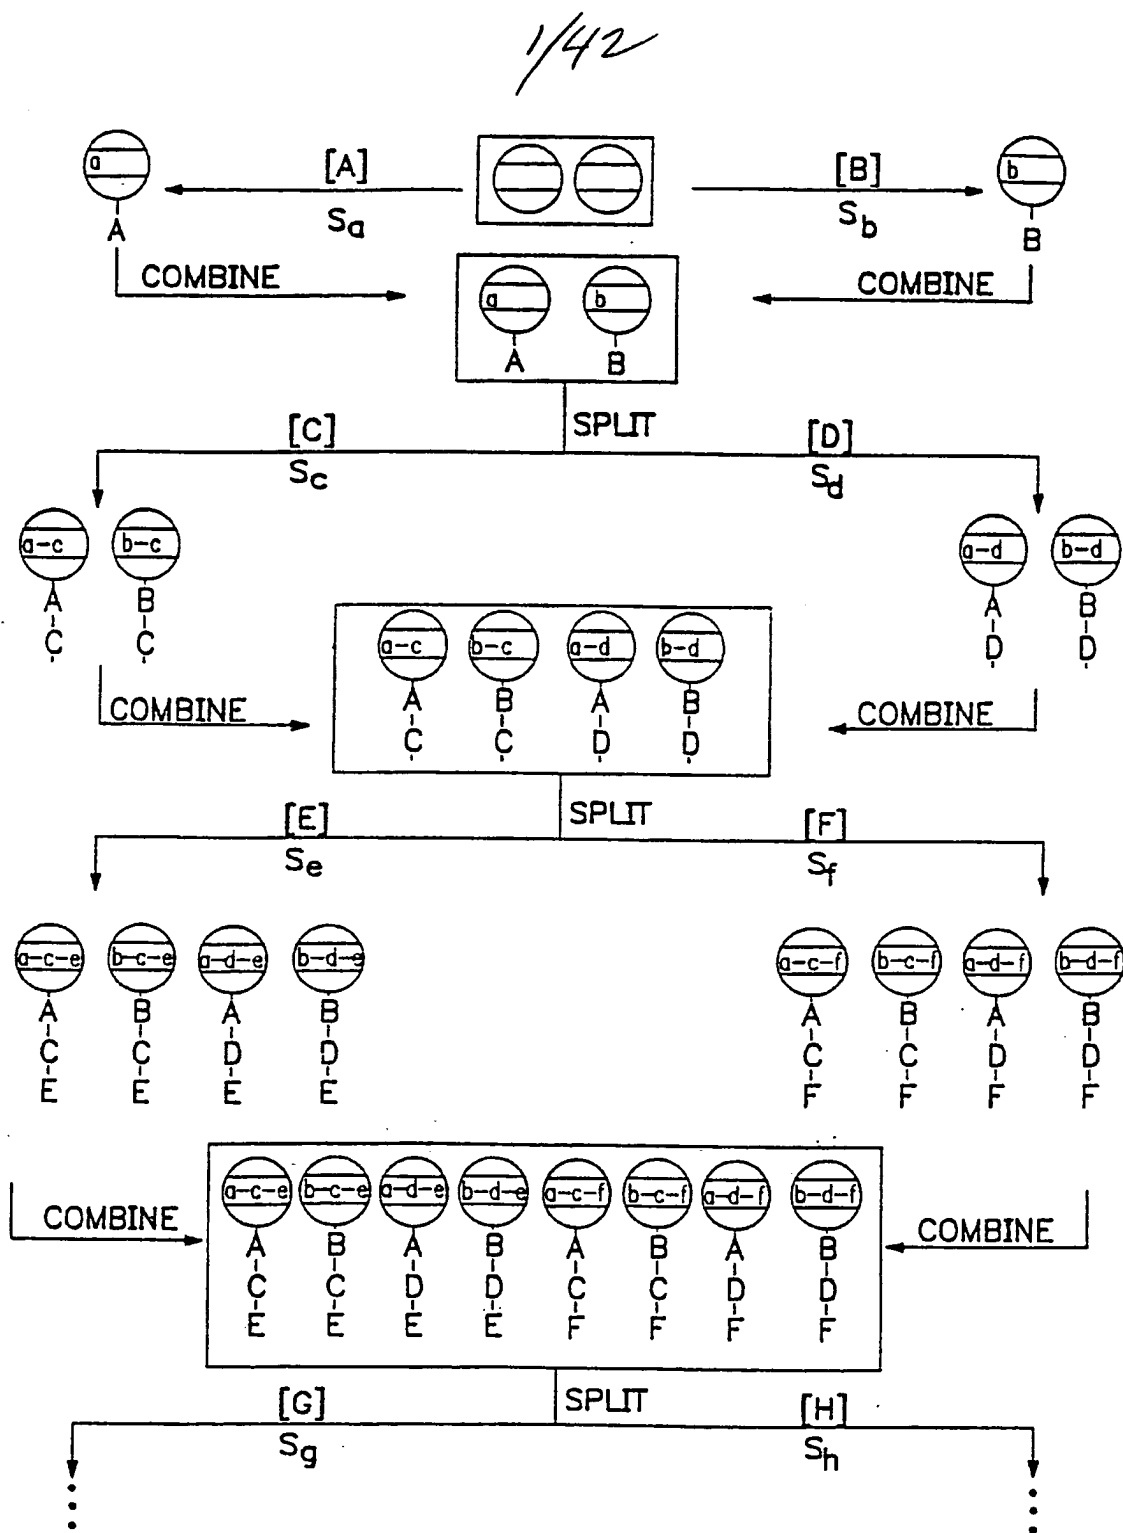 1/42
a [A] [B] b
Sa Sb
A B
COMBINE COMBINE
a b
A B
SPLIT
[C] [D]
Sc Sd
a-c b-c a-d b-d
A B A B
C C D D
a-c b-c a-d b-d
A B A B
C C D D
COMBINE COMBINE
[E] SPLIT [F]
Se Sf
a-c-e b-c-e a-d-e b-d-e a-c-f b-c-f a-d-f b-d-f
A B A B A B A B
C C D D C C D D
E E E E F F F F
a-c-e b-c-e a-d-e b-d-e a-c-f b-c-f a-d-f b-d-f
COMBINE COMBINE
A B A B A B A B
C C D D C C D D
E E E E F F F F
[G] SPLIT [H]
Sg Sh